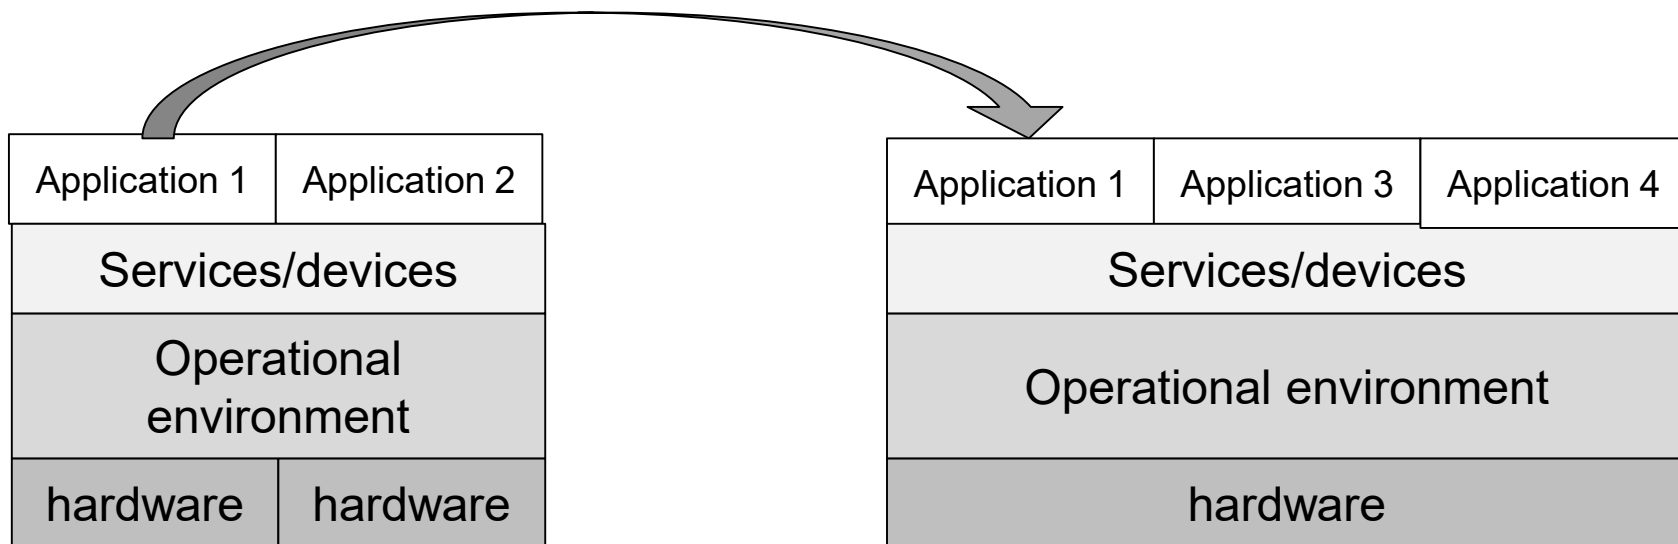 Application 1
Application 2
Services/devices
Operational
environment
hardware
hardware
Application 1
Application 3
Application 4
Services/devices
Operational environment
hardware